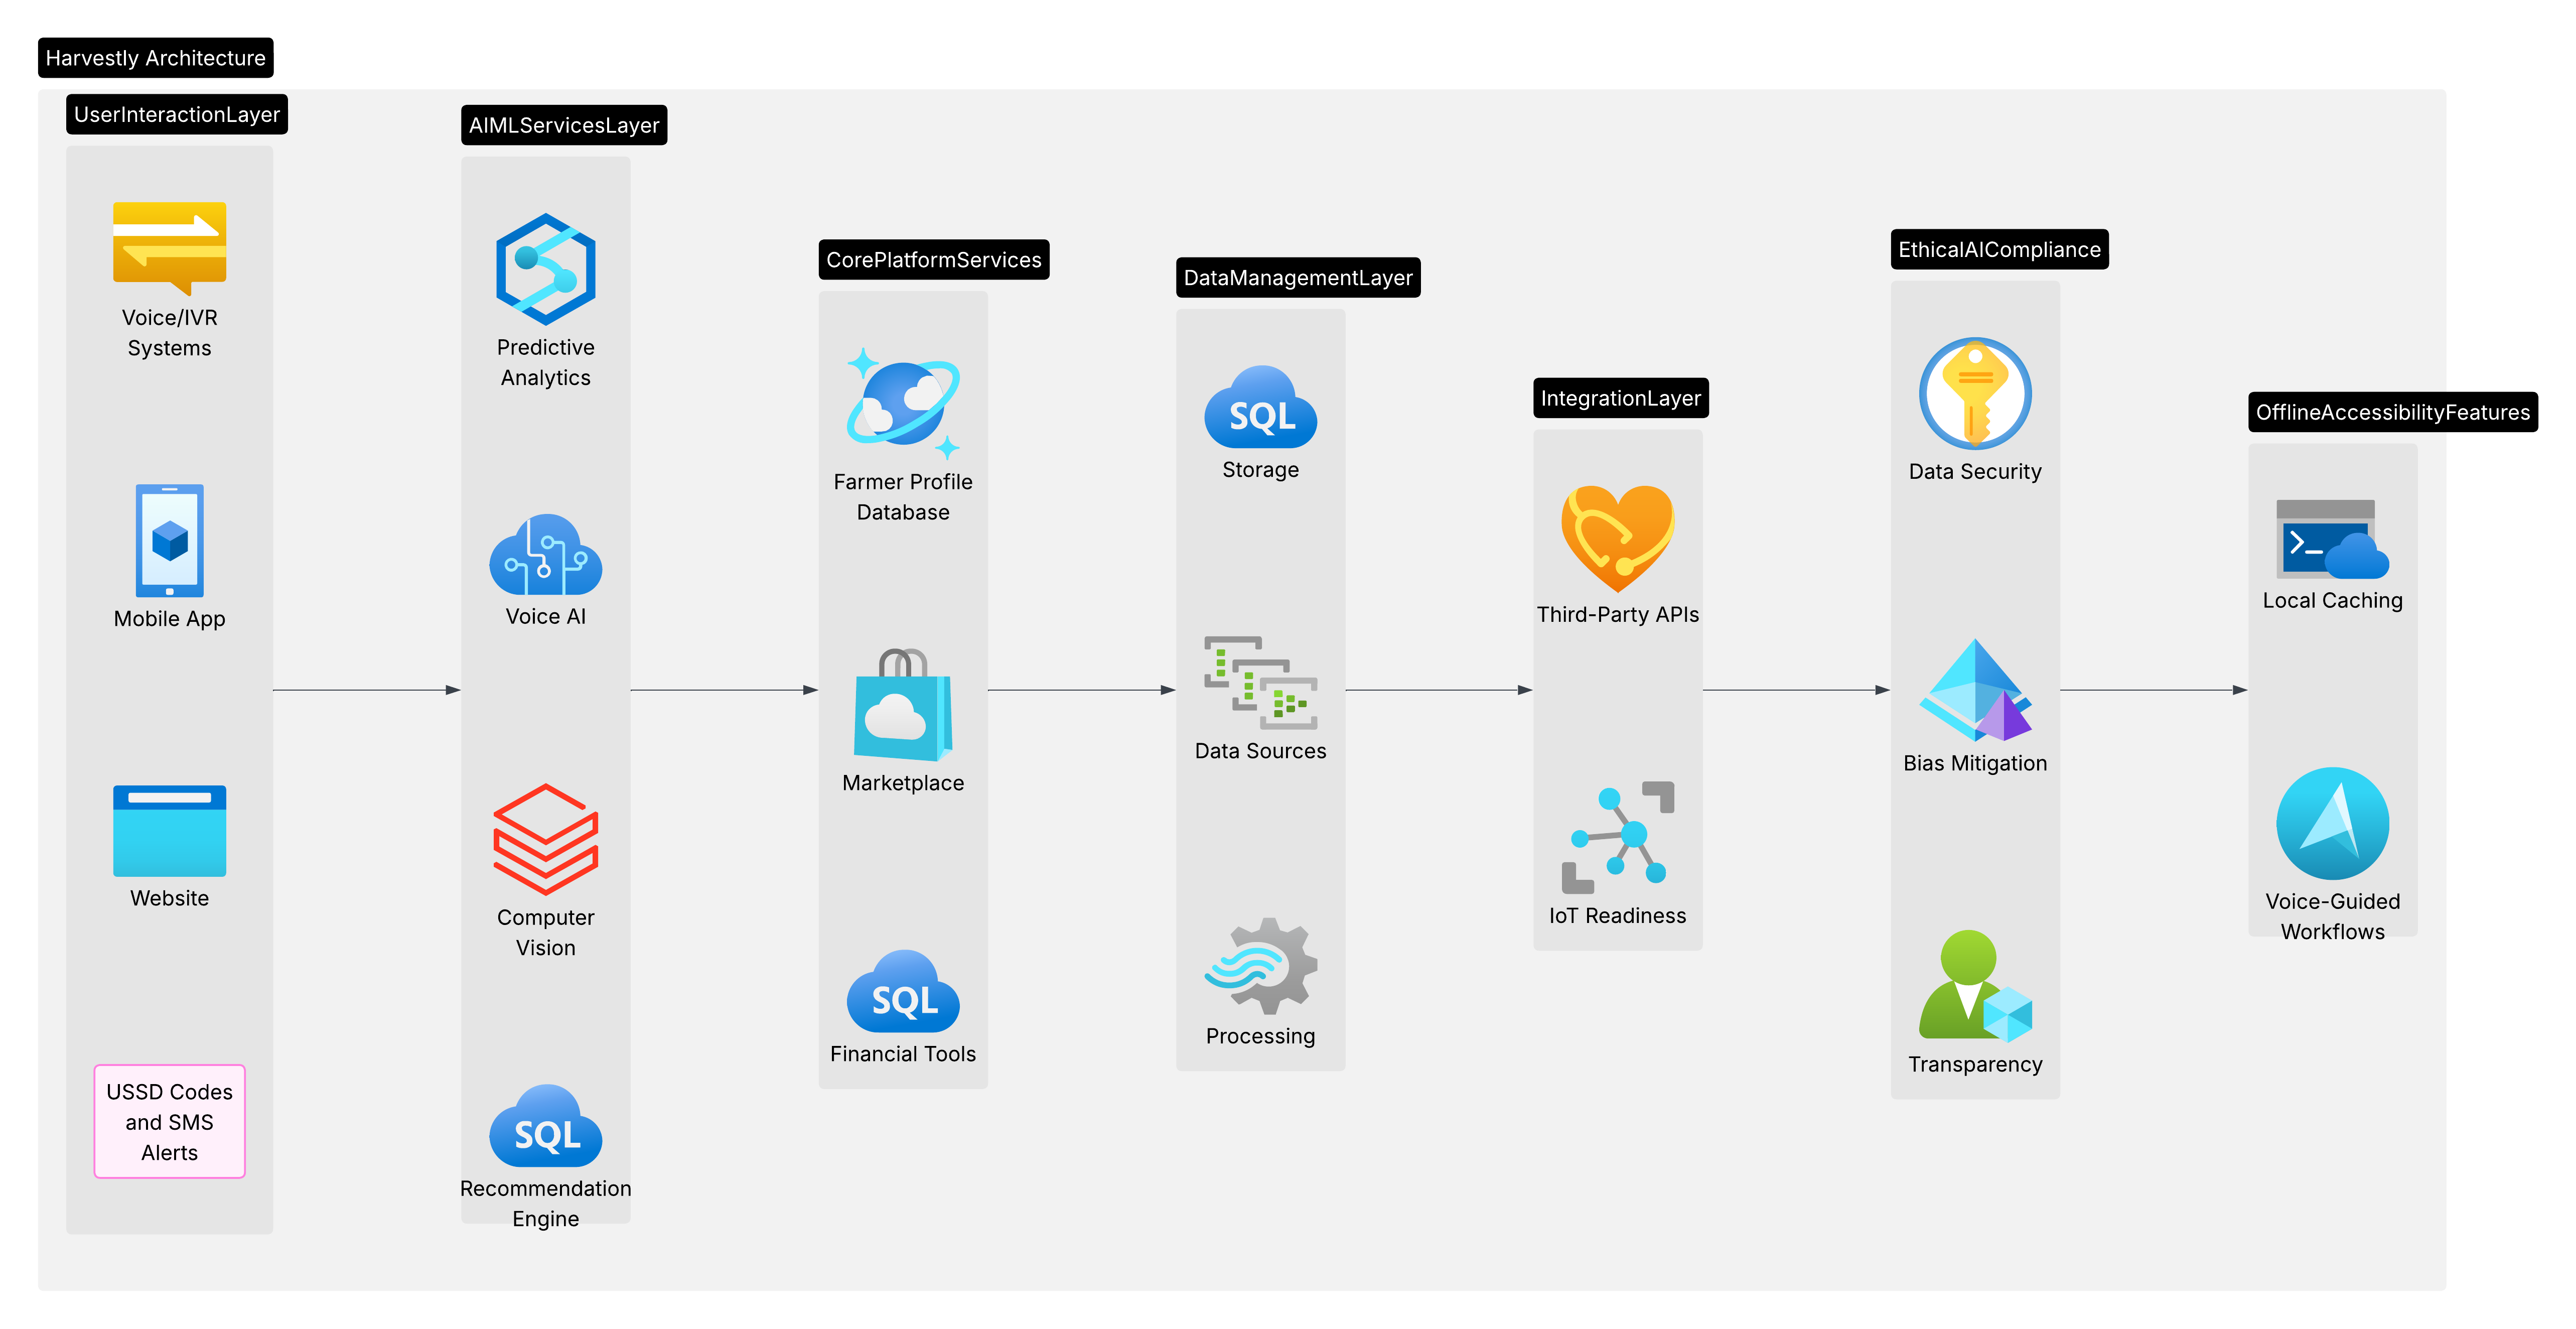 Harvestly Architecture
UserInteractionLayer
Voice/IVR
Systems
Mobile App
Website
USSD Codes
and SMS
Alerts
AIMLServicesLayer
Predictive
Analytics
Voice AI
Computer
Vision
SQL
Recommendation
Engine
CorePlatformServices
Farmer Profile
Database
Marketplace
SQL
Financial Tools
DataManagementLayer
SQL
Storage
Data Sources
Processing
IntegrationLayer
Third-Party APIs
IoT Readiness
EthicalAICompliance
Data Security
Bias Mitigation
Transparency
OfflineAccessibilityFeatures
Local Caching
Voice-Guided
Workflows